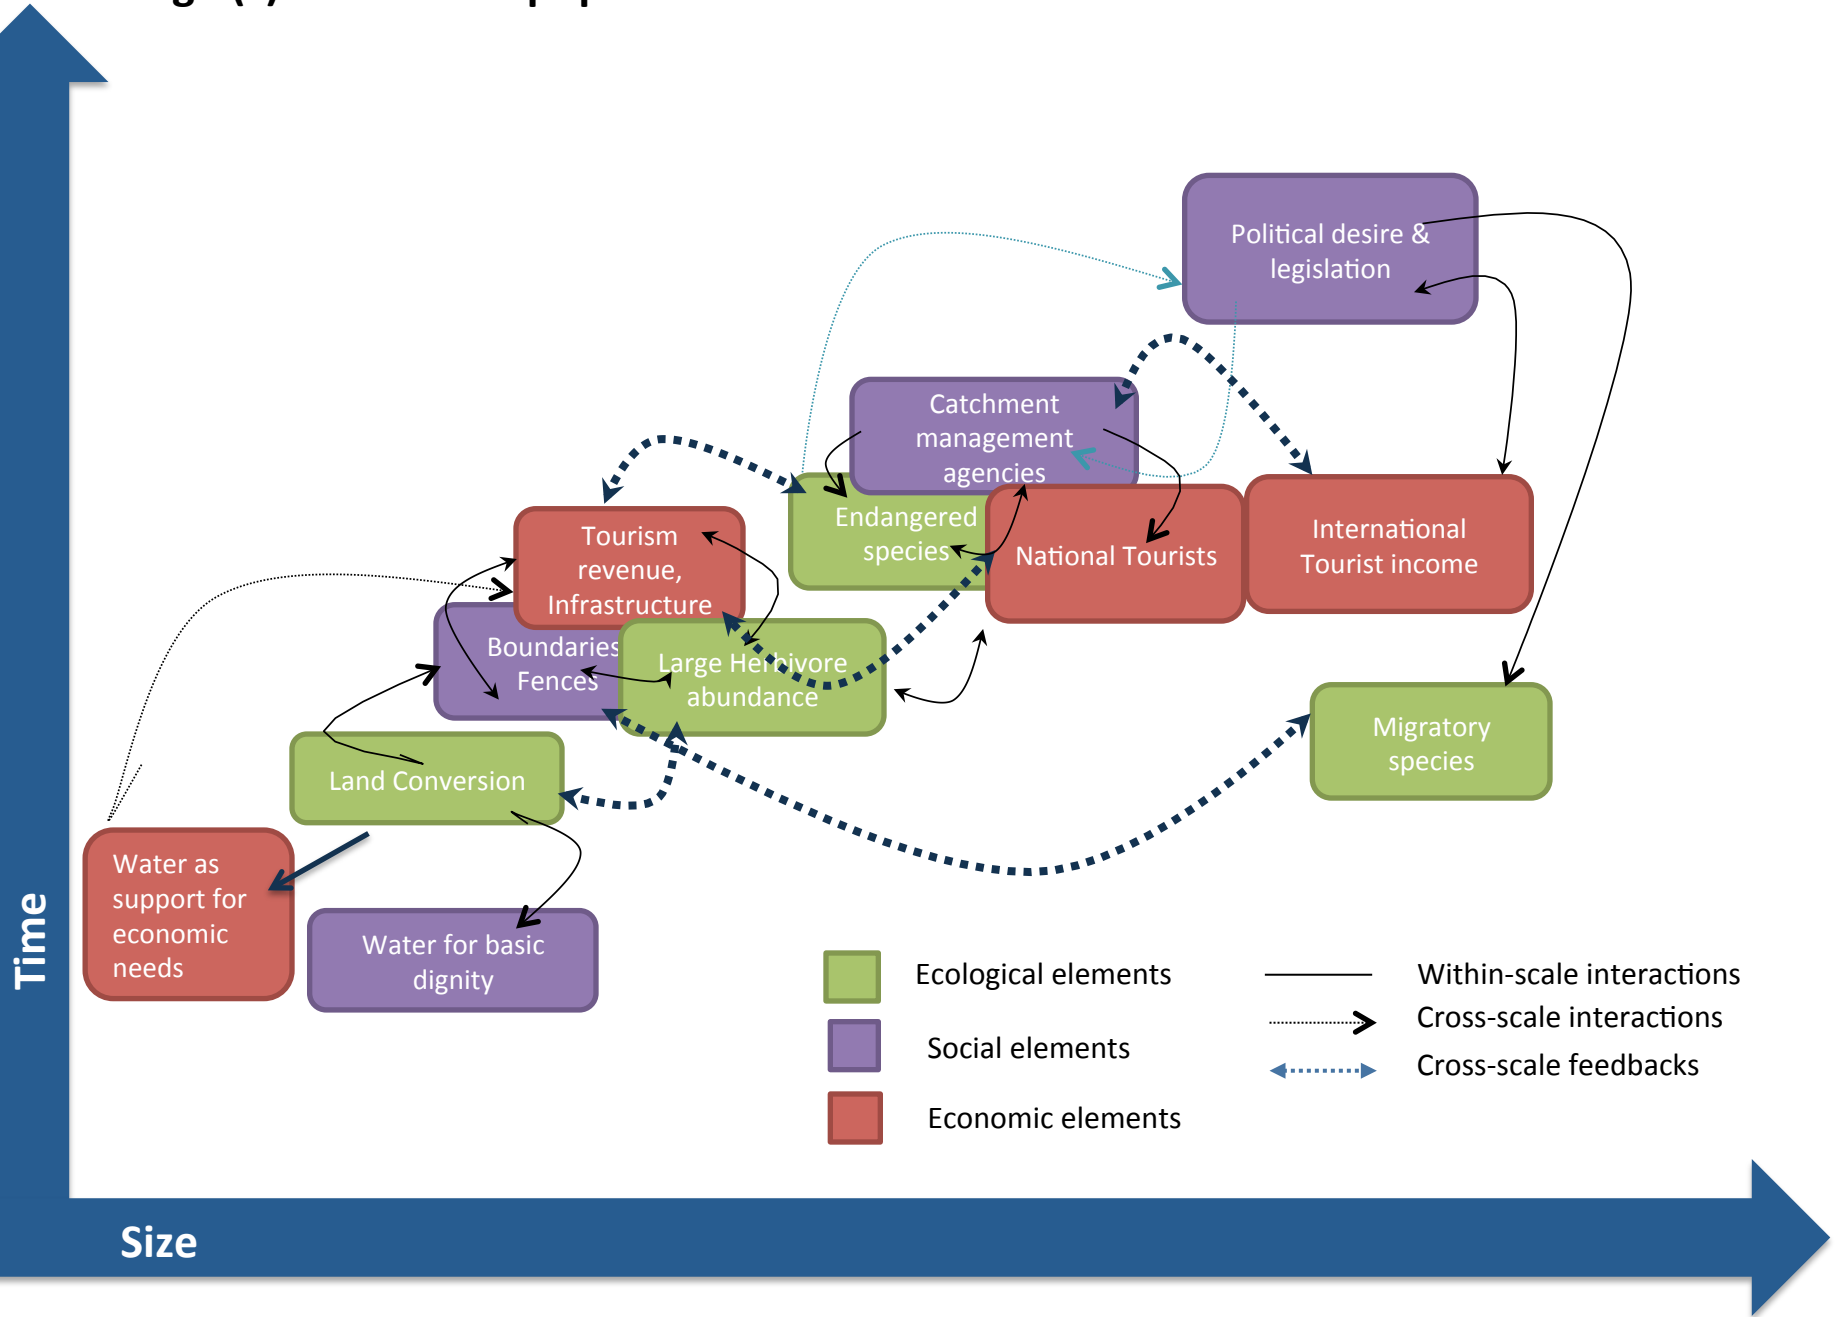 Political desire &
legislation
Catchment
management
agencies
Endangered
species
National Tourists
International
Tourist income
Tourism
revenue,
Infrastructure
Boundaries
Fences
Large Herbivore
abundance
Migratory
species
Land Conversion
Water as
support for
economic
needs
Water for basic
dignity
Time
Ecological elements
Social elements
Economic elements
Within-scale interactions
Cross-scale interactions
Cross-scale feedbacks
Size